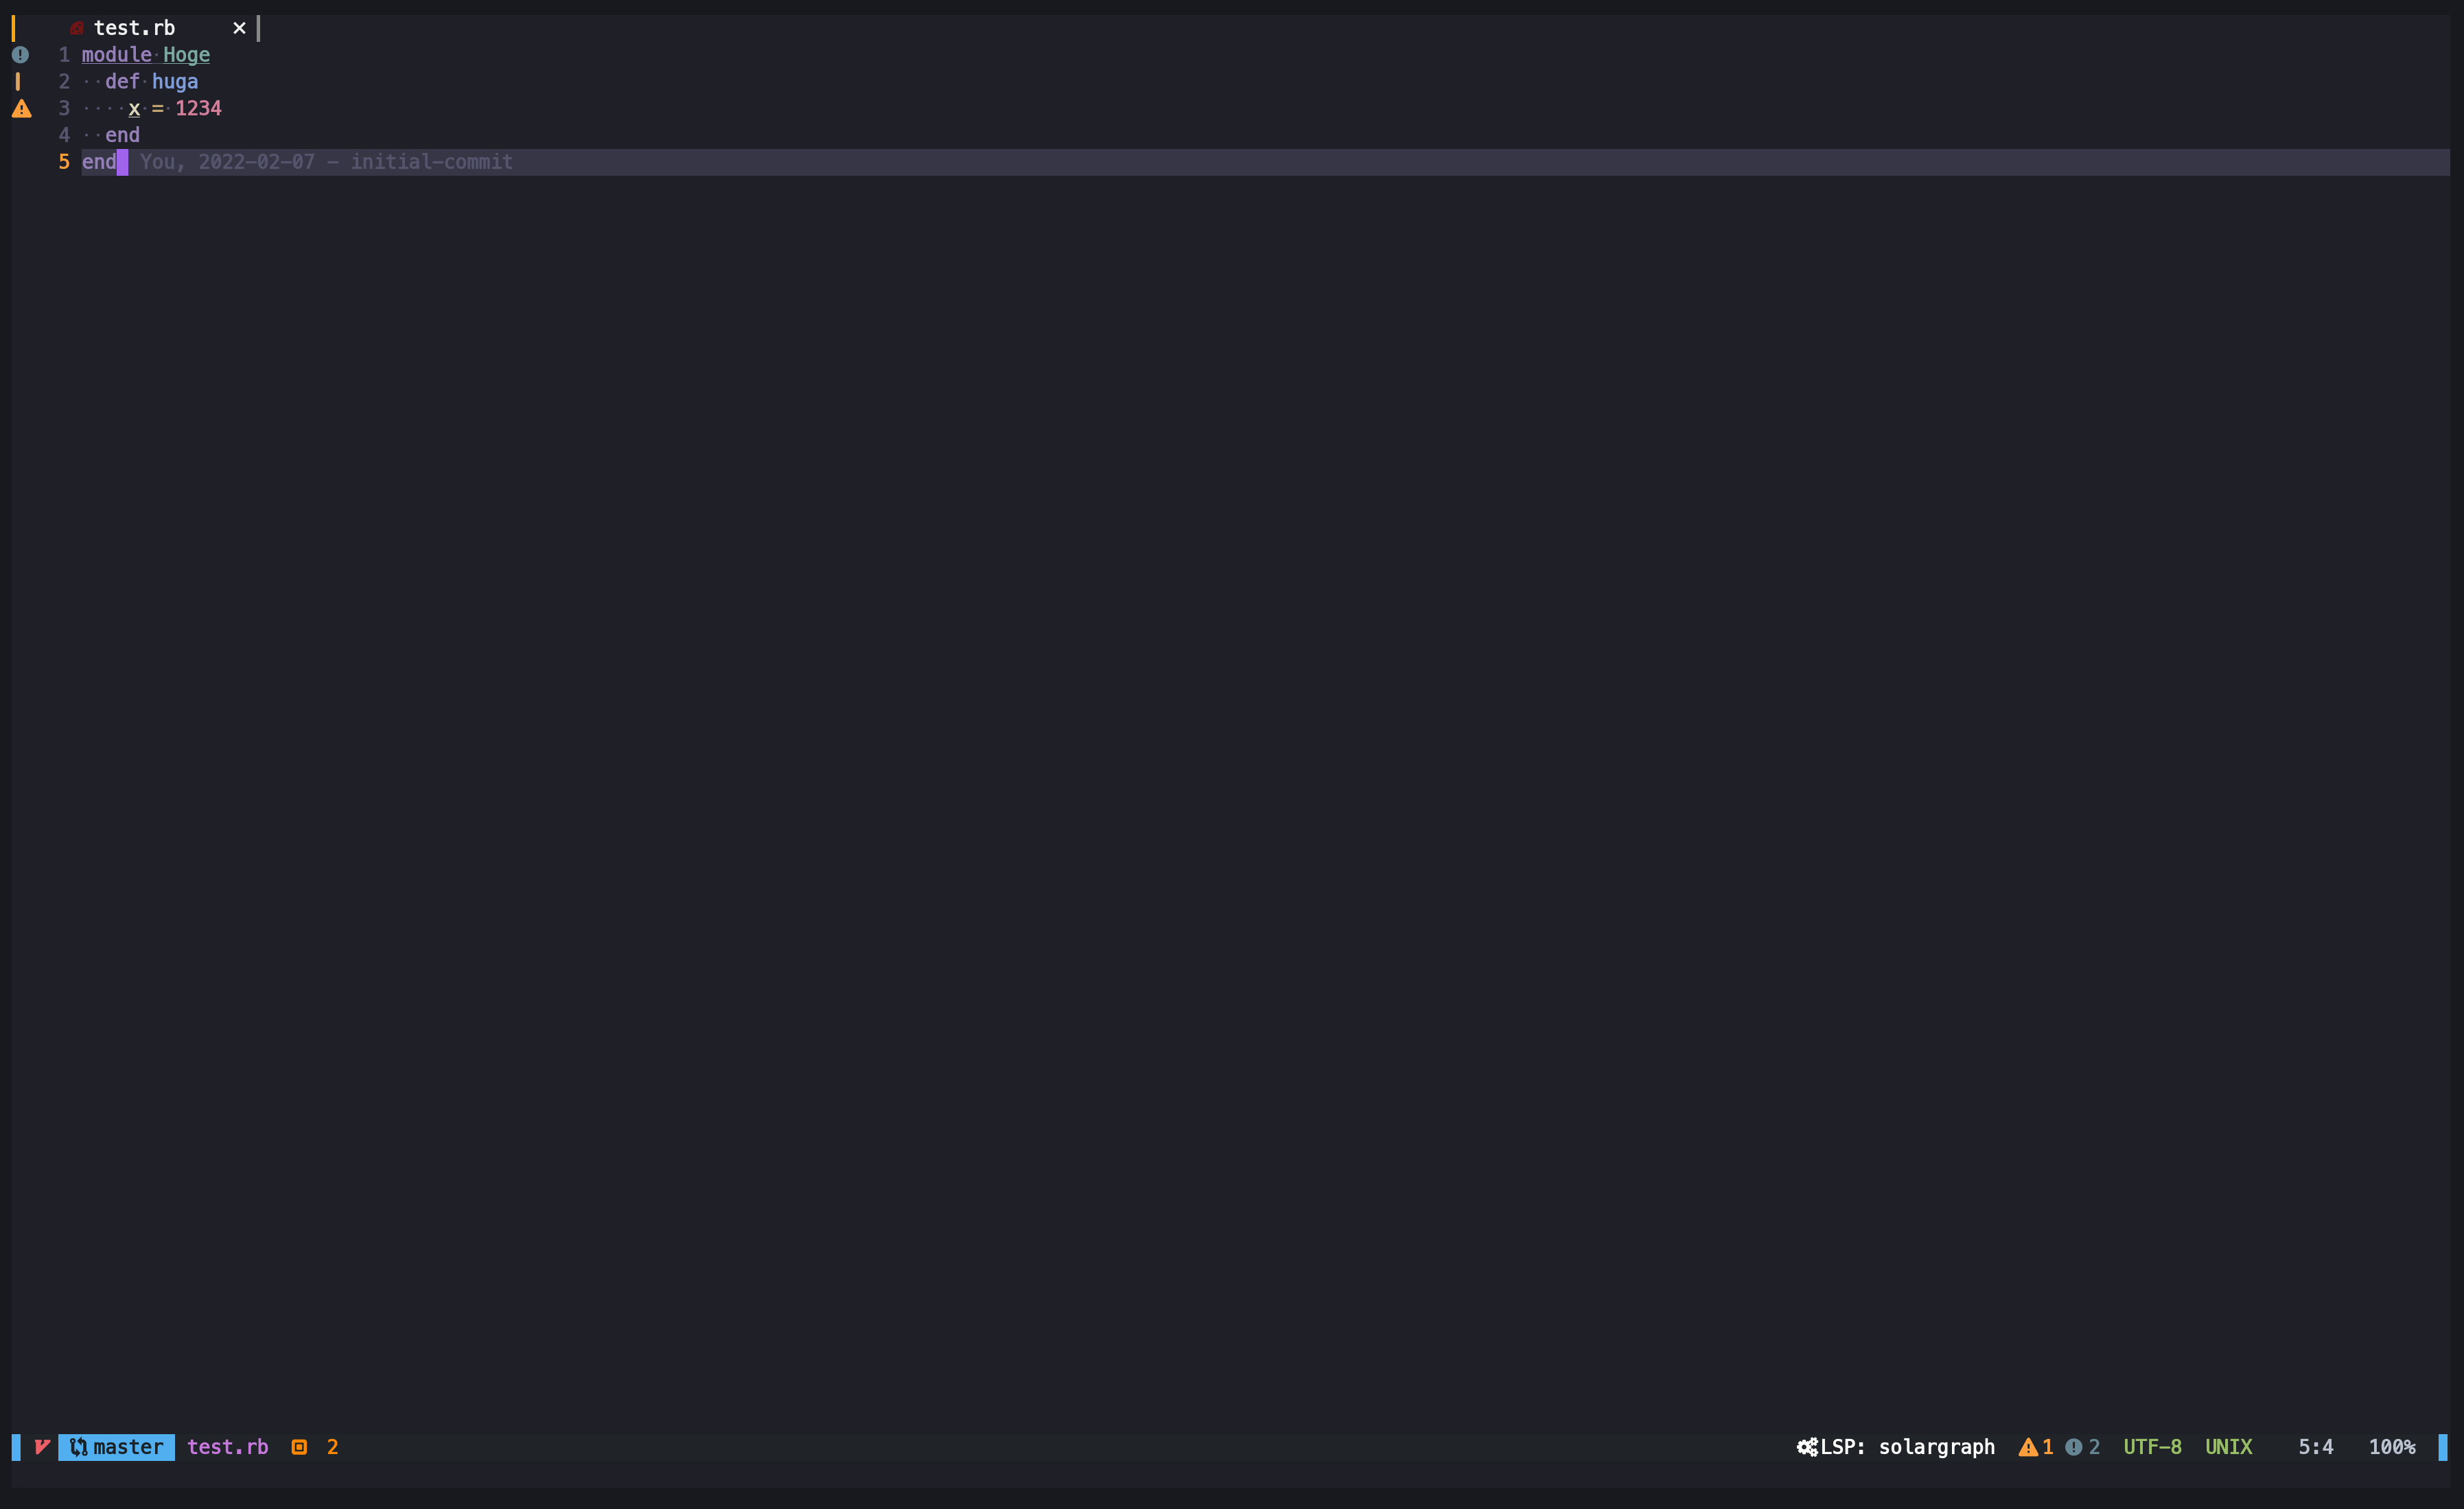 test.rb ×
1 module Hoge
2 def huga
3 x = 1234
4 end
5 end You, 2022-02-07 - initial-commit
master test.rb 2 LSP: solargraph 1 2 UTF-8 UNIX 5:4 100%